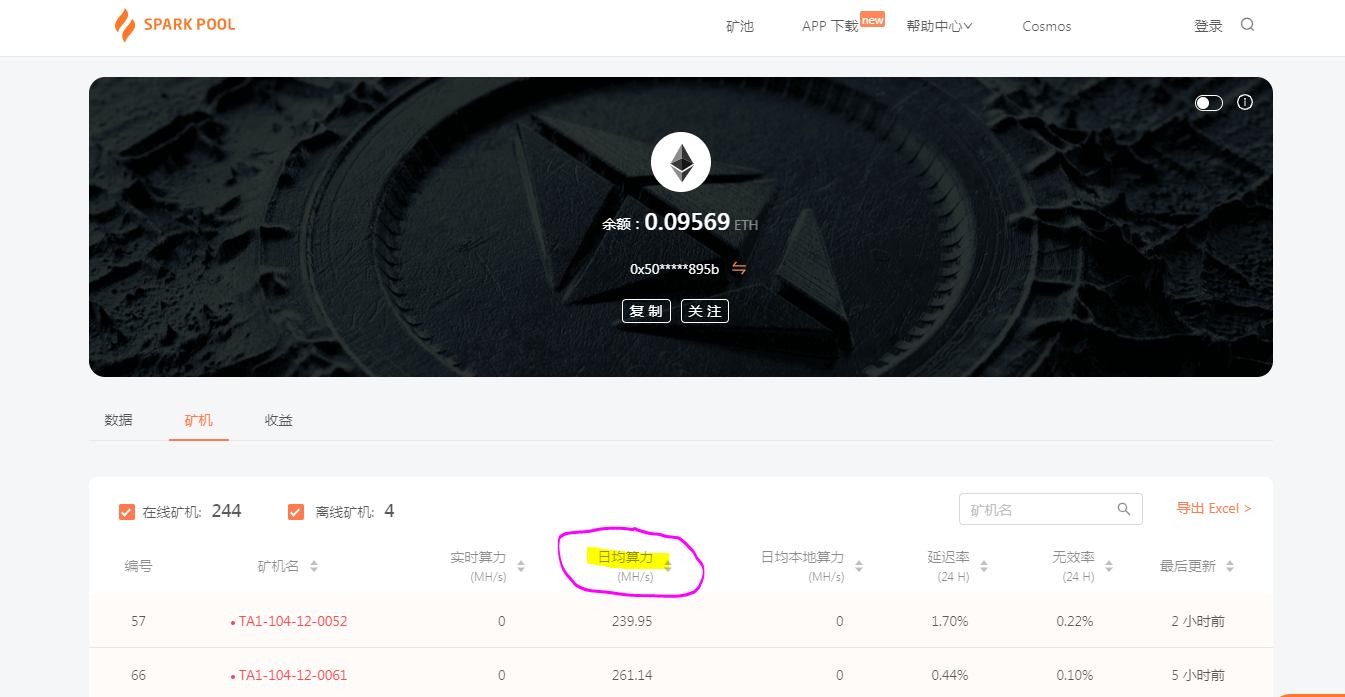 SPARK POOL
矿池
APP 下载
new
帮助中心
Cosmos
登录
余额：0.09569 ETH
0x50*****895b
复 制
关 注
数据
矿机
收益
在线矿机: 244
离线矿机: 4
矿机名
导出 Excel >
编号
矿机名
实时算力
(MH/s)
日均算力
(MH/s)
日均本地算力
(MH/s)
延迟率
(24 H)
无效率
(24 H)
最后更新
57 TA1-104-12-0052 0 239.95 0 1.70% 0.22% 2 小时前
66 TA1-104-12-0061 0 261.14 0 0.44% 0.10% 5 小时前